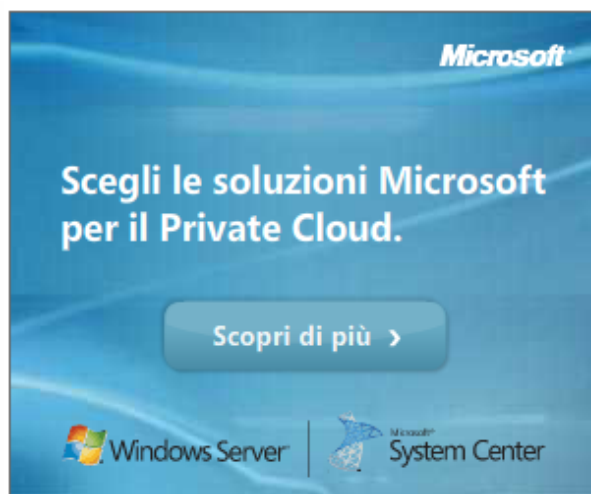 Microsoft
Scegli le soluzioni Microsoft
per il Private Cloud.
Scopri di più ›
Windows Server
Microsoft
System Center